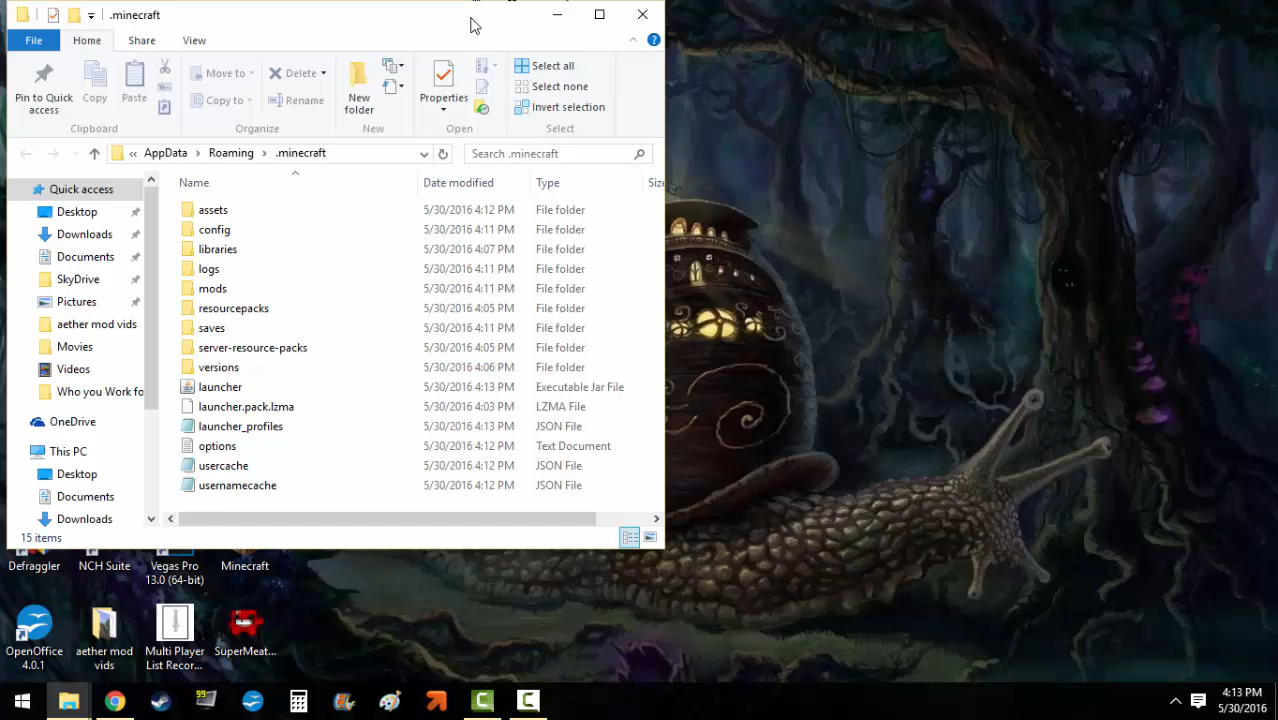 .minecraft
File Home Share View
Pin to Quick access
Copy
Paste
Move to
Copy to
Delete
Rename
New folder
Properties
Select all
Select none
Invert selection
Clipboard Organize New Open Select
« AppData > Roaming > .minecraft
Search .minecraft
Name Date modified Type Size
assets 5/30/2016 4:12 PM File folder
config 5/30/2016 4:11 PM File folder
libraries 5/30/2016 4:07 PM File folder
logs 5/30/2016 4:11 PM File folder
mods 5/30/2016 4:11 PM File folder
resourcepacks 5/30/2016 4:05 PM File folder
saves 5/30/2016 4:11 PM File folder
server-resource-packs 5/30/2016 4:05 PM File folder
versions 5/30/2016 4:06 PM File folder
launcher 5/30/2016 4:13 PM Executable Jar File
launcher.pack.lzma 5/30/2016 4:03 PM LZMA File
launcher_profiles 5/30/2016 4:13 PM JSON File
options 5/30/2016 4:12 PM Text Document
usercache 5/30/2016 4:12 PM JSON File
usernamecache 5/30/2016 4:12 PM JSON File
Quick access
Desktop
Downloads
Documents
SkyDrive
Pictures
aether mod vids
Movies
Videos
Who you Work fo
OneDrive
This PC
Desktop
Documents
Downloads
15 items
Defraggler
NCH Suite
Vegas Pro 13.0 (64-bit)
Minecraft
OpenOffice 4.0.1
aether mod vids
Multi Player List Recor...
SuperMeat...
99
4:13 PM
5/30/2016